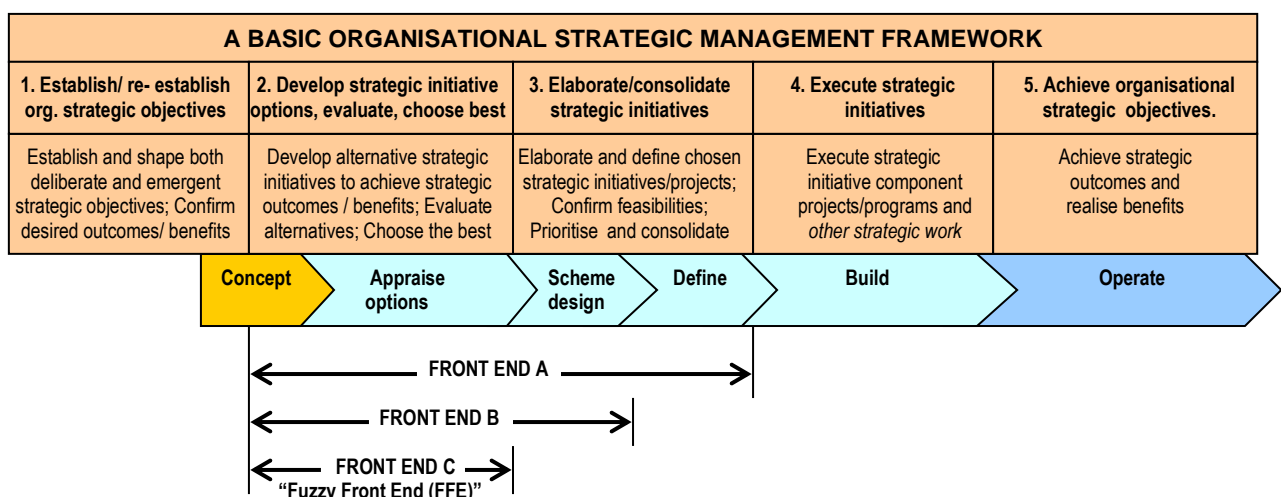 A BASIC ORGANISATIONAL STRATEGIC MANAGEMENT FRAMEWORK
1. Establish/ re- establish
org. strategic objectives
2. Develop strategic initiative
options, evaluate, choose best
3. Elaborate/consolidate
strategic initiatives
4. Execute strategic
initiatives
5. Achieve organisational
strategic objectives.
Establish and shape both
deliberate and emergent
strategic objectives; Confirm
desired outcomes/ benefits
Develop alternative strategic
initiatives to achieve strategic
outcomes / benefits; Evaluate
alternatives; Choose the best
Elaborate and define chosen
strategic initiatives/projects;
Confirm feasibilities;
Prioritise and consolidate
Execute strategic
initiative component
projects/programs and
other strategic work
Achieve strategic
outcomes and
realise benefits
Concept
Appraise
options
Scheme
design
Define
Build
Operate
FRONT END A
FRONT END B
FRONT END C
“Fuzzy Front End (FFE)”